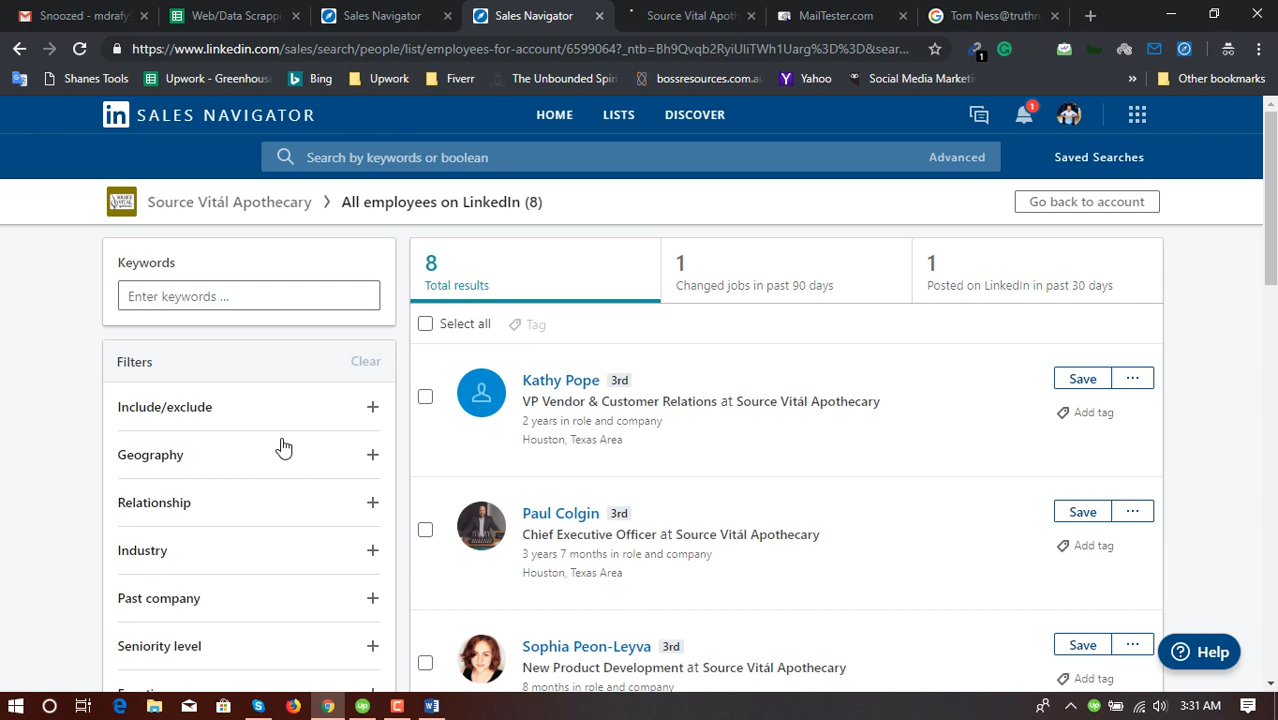 Snoozed - mdrafy5
Web/Data Scrappi
Sales Navigator
Sales Navigator
Source Vital Apoth
MailTester.com
Tom Ness@truthn
https://www.linkedin.com/sales/search/people/list/employees-for-account/6599064?_ntb=Bh9Qvqb2RyiUIiTWh1Uarg%3D%3D&sear...
1
Shanes Tools
Upwork - Greenhous
Bing
Upwork
Fiverr
The Unbounded Spiri
bossresources.com.au
Yahoo
Social Media Marketi
»
Other bookmarks
in SALES NAVIGATOR
HOME
LISTS
DISCOVER
1
Search by keywords or boolean
Advanced
Saved Searches
Source Vitál Apothecary
All employees on LinkedIn (8)
Go back to account
Keywords
Enter keywords ...
Filters
Clear
Include/exclude
Geography
Relationship
Industry
Past company
Seniority level
8
Total results
1
Changed jobs in past 90 days
1
Posted on LinkedIn in past 30 days
Select all
Tag
Kathy Pope 3rd
VP Vendor & Customer Relations at Source Vitál Apothecary
2 years in role and company
Houston, Texas Area
Save ...
Add tag
Paul Colgin 3rd
Chief Executive Officer at Source Vitál Apothecary
3 years 7 months in role and company
Houston, Texas Area
Save ...
Add tag
Sophia Peon-Leyva 3rd
New Product Development at Source Vitál Apothecary
8 months in role and company
Save ...
Add tag
Help
3:31 AM